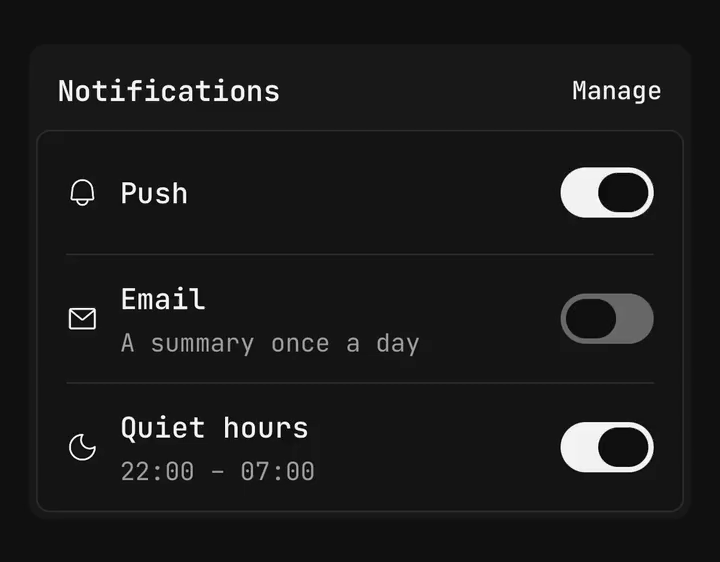 Notifications
Manage
Push
Email
A summary once a day
Quiet hours
22:00 – 07:00